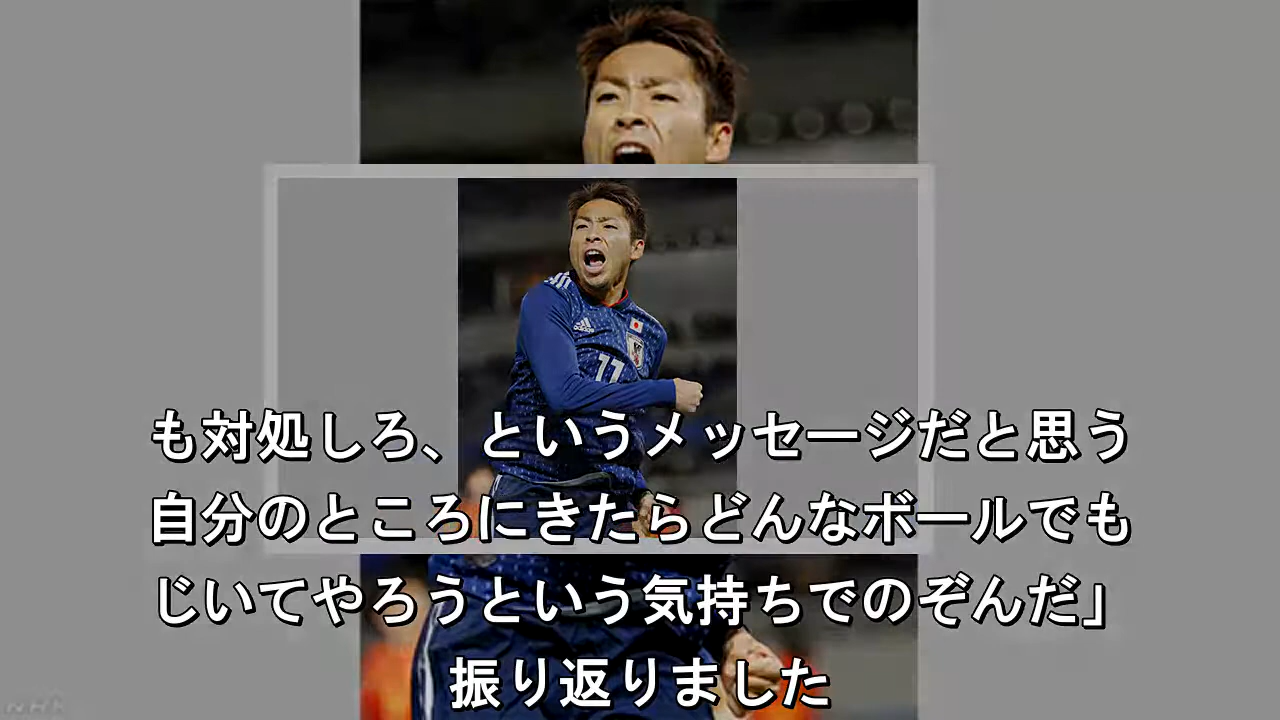 adidas
11
も対処しろ、というメッセージだと思う
自分のところにきたらどんなボールでも
じいてやろうという気持ちでのぞんだ」
振り返りました
NHK